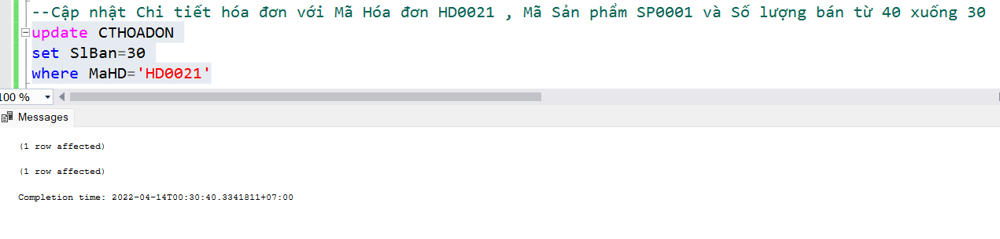 --Cập nhật Chi tiết hóa đơn với Mã Hóa đơn HD0021 , Mã Sản phẩm SP0001 và Số lượng bán từ 40 xuống 30
update CTHOADON
set SlBan=30
where MaHD='HD0021'
100 %
Messages
(1 row affected)
(1 row affected)
Completion time: 2022-04-14T00:30:40.3341811+07:00